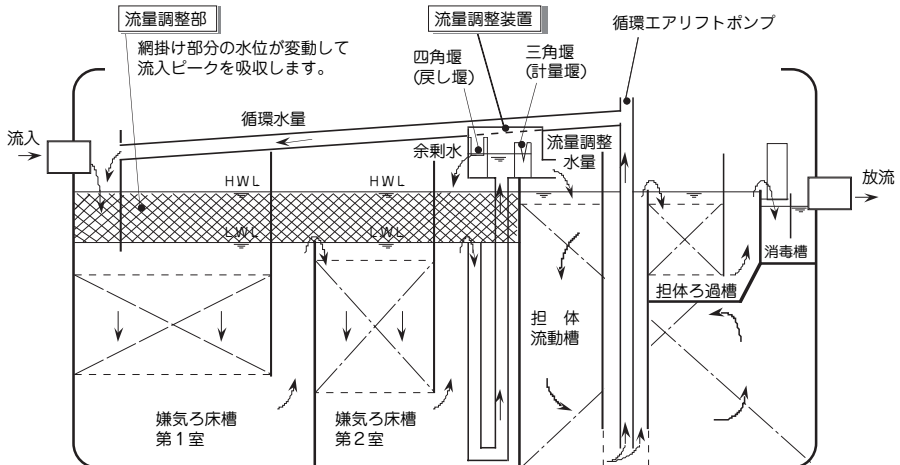 流量調整部
網掛け部分の水位が変動して
流入ピークを吸収します。
流量調整装置
循環エアリフトポンプ
四角堰
(戻し堰)
三角堰
(計量堰)
循環水量
流入
余剰水
流量調整
水量
放流
HWL
HWL
LWL
LWL
消毒槽
担体ろ過槽
担 体
流動槽
嫌気ろ床槽
第1室
嫌気ろ床槽
第2室